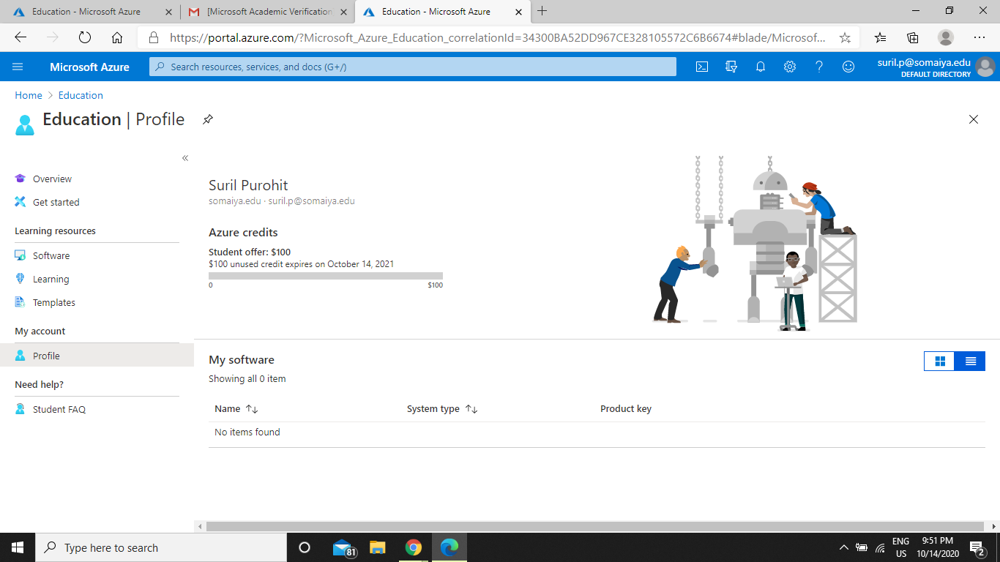 Education - Microsoft Azure
[Microsoft Academic Verification
Education - Microsoft Azure
https://portal.azure.com/?Microsoft_Azure_Education_correlationId=34300BA52DD967CE328105572C6B6674#blade/Microsof...
Microsoft Azure
Search resources, services, and docs (G+/)
suril.p@somaiya.edu
DEFAULT DIRECTORY
Home > Education
Education | Profile
«
Overview
Get started
Learning resources
Software
Learning
Templates
My account
Profile
Need help?
Student FAQ
Suril Purohit
somaiya.edu · suril.p@somaiya.edu
Azure credits
Student offer: $100
$100 unused credit expires on October 14, 2021
0 $100
My software
Showing all 0 item
Name ↑↓ System type ↑↓ Product key
No items found
Type here to search
81
ENG
US
9:51 PM
10/14/2020
2